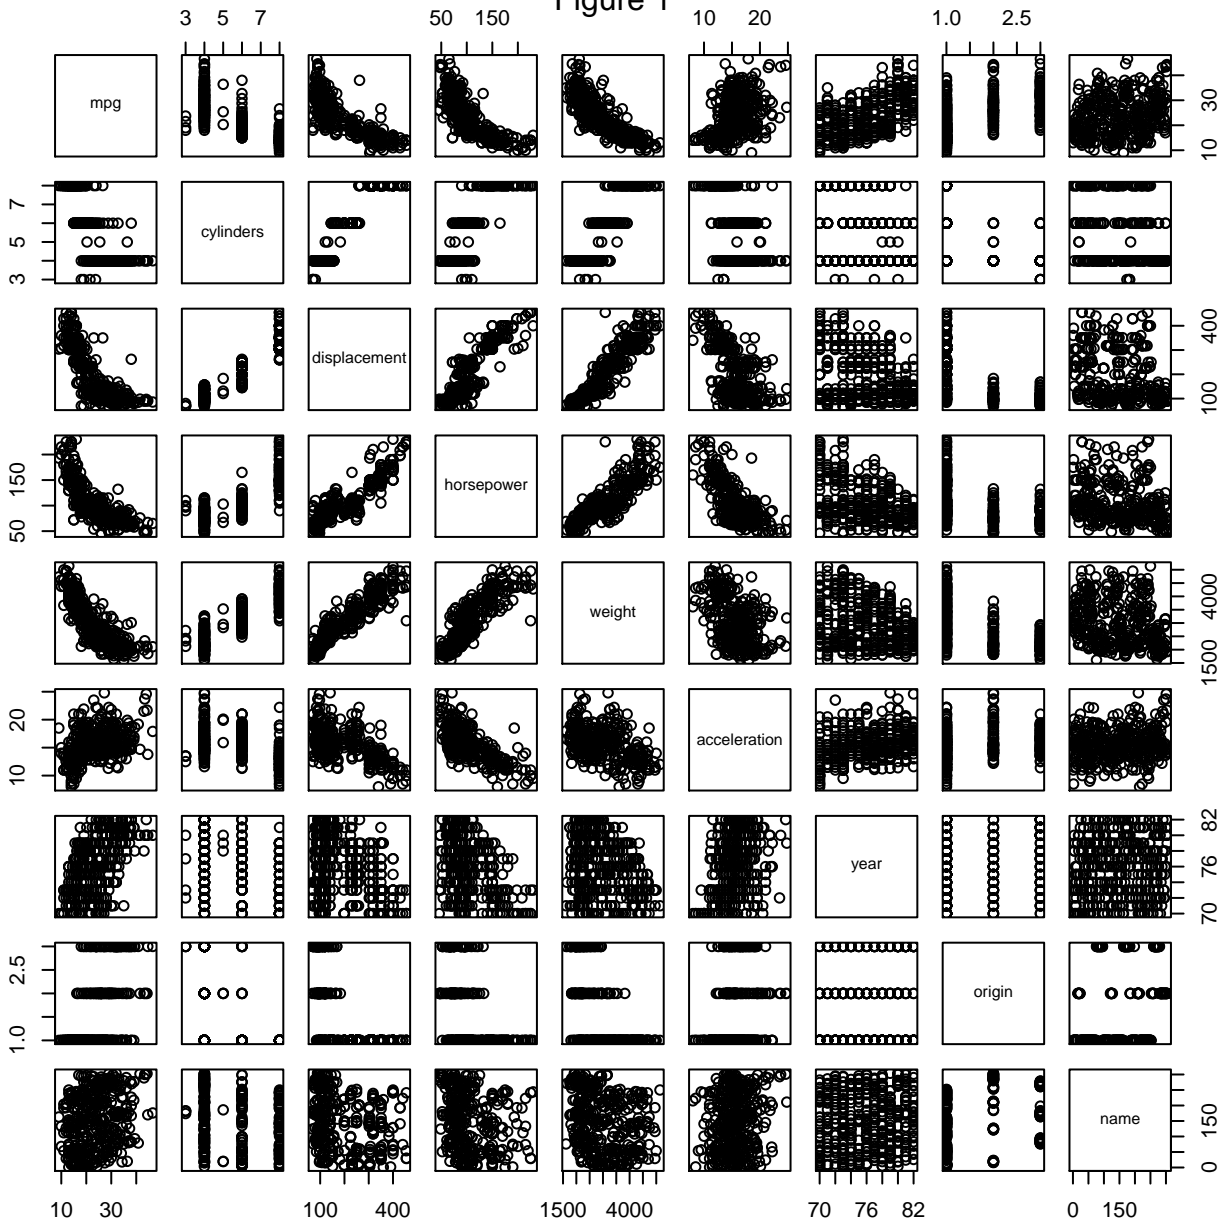 Figure 1
3 5 7 50 150 10 20 1.0 2.5
mpg 10 30
3 5 7 cylinders
displacement 100 400
50 150 horsepower
weight 1500 4000
10 20 acceleration
year 70 76 82
1.0 2.5 origin
name 0 150
10 30 100 400 1500 4000 70 76 82 0 150